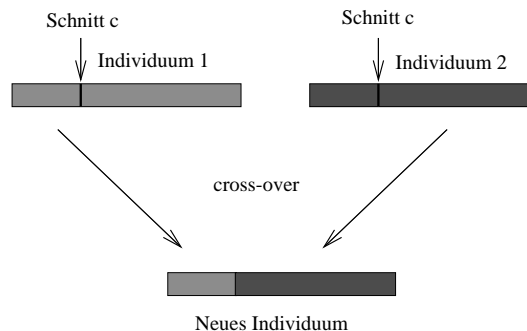 Schnitt c
Schnitt c
Individuum 1
Individuum 2
cross-over
Neues Individuum